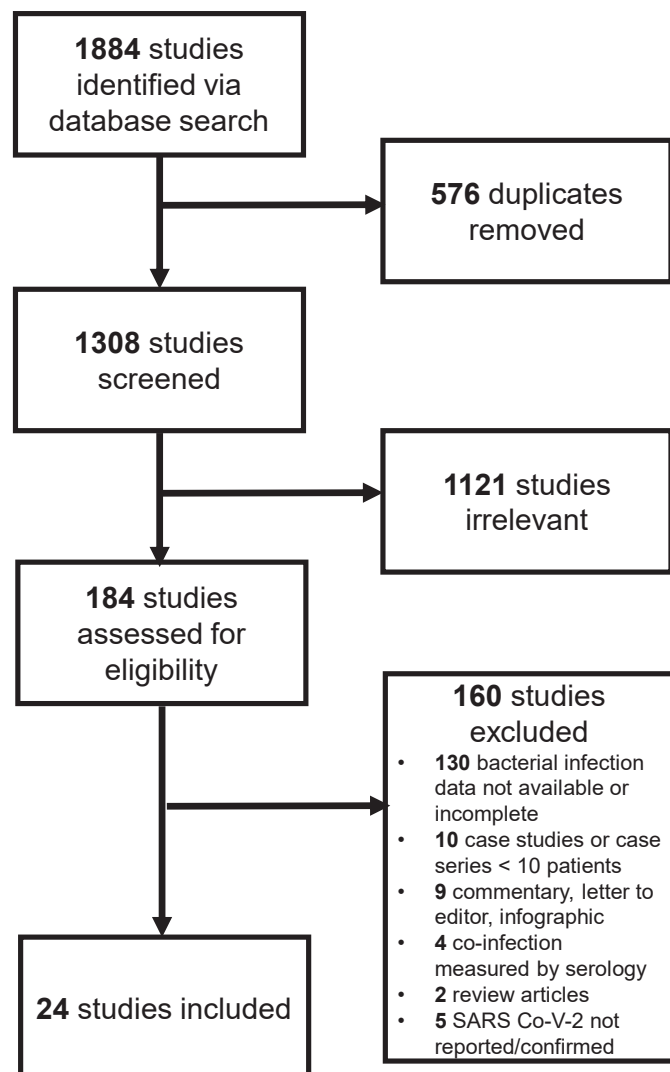 1884 studies
identified via
database search
576 duplicates
removed
1308 studies
screened
1121 studies
irrelevant
184 studies
assessed for
eligibility
160 studies
excluded
• 130 bacterial infection
data not available or
incomplete
• 10 case studies or case
series < 10 patients
• 9 commentary, letter to
editor, infographic
• 4 co-infection
measured by serology
• 2 review articles
• 5 SARS Co-V-2 not
reported/confirmed
24 studies included